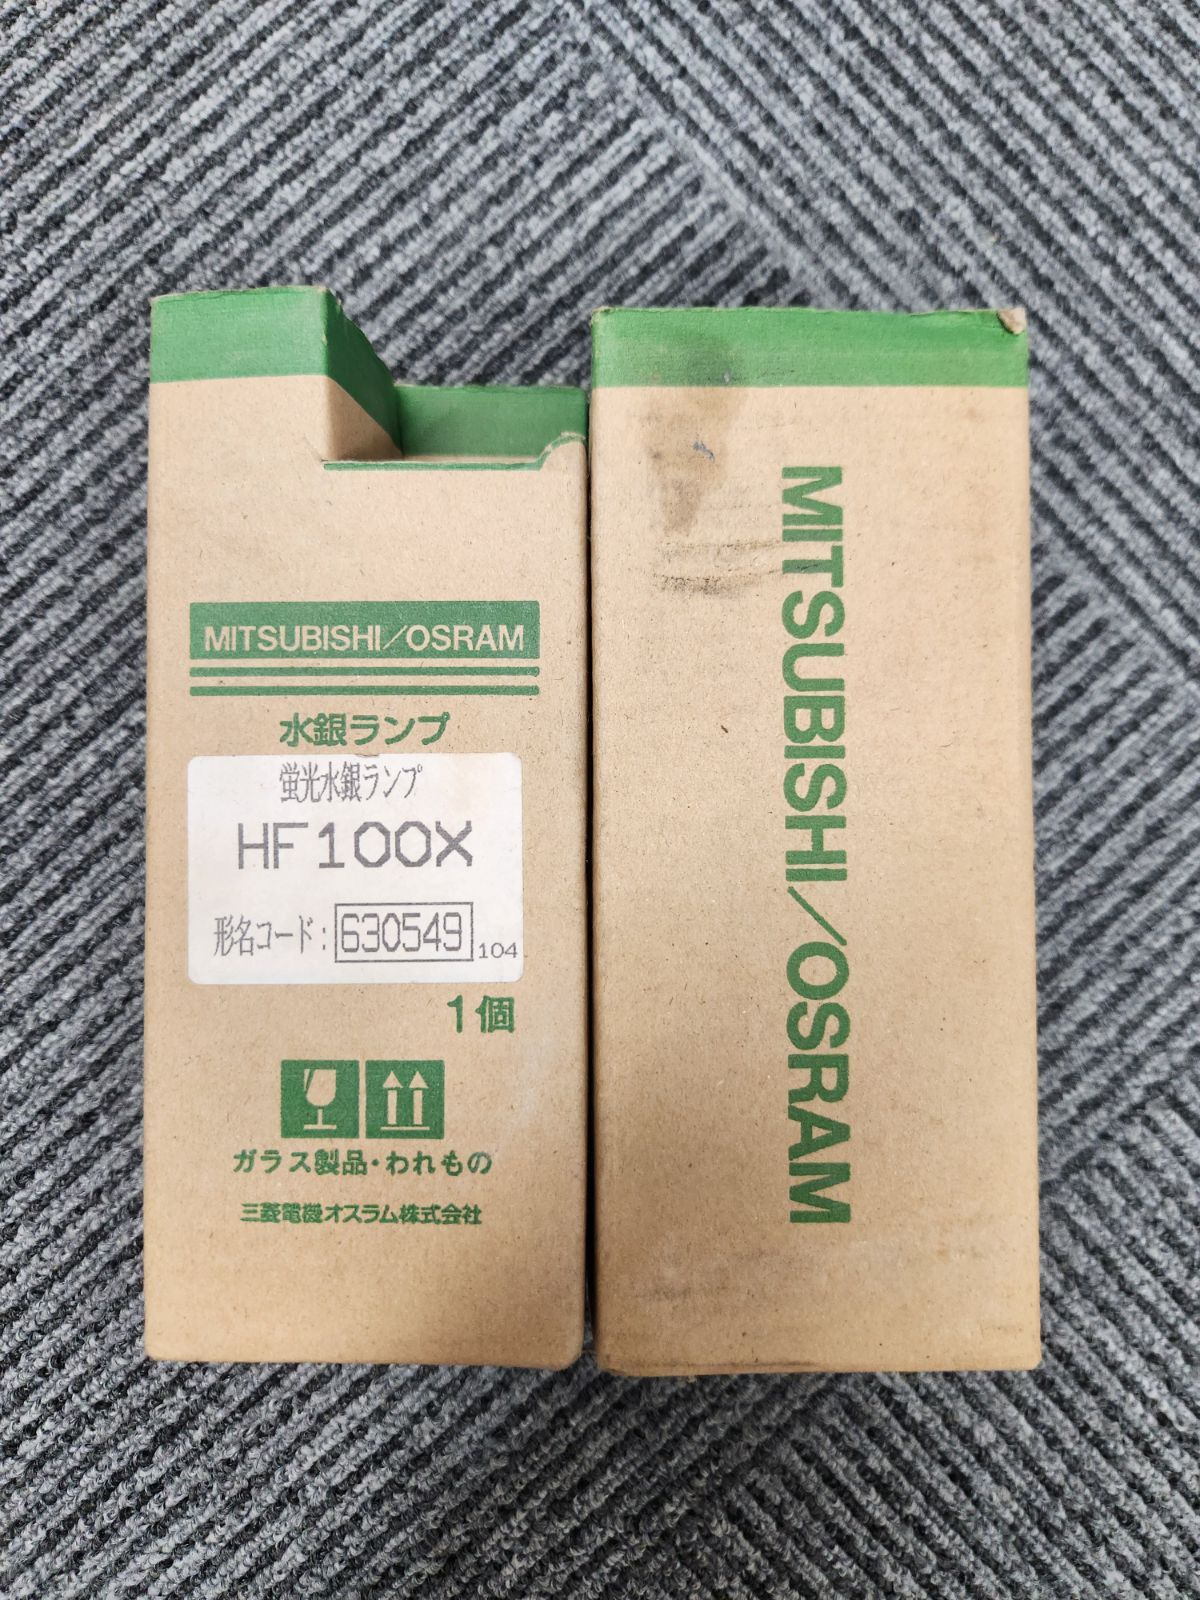 MITSUBISHI/OSRAM
水銀ランプ
蛍光水銀ランプ
HF100X
形名コード:630549 104
1個
ガラス製品・われもの
三菱電機オスラム株式会社
MITSUBISHI/OSRAM